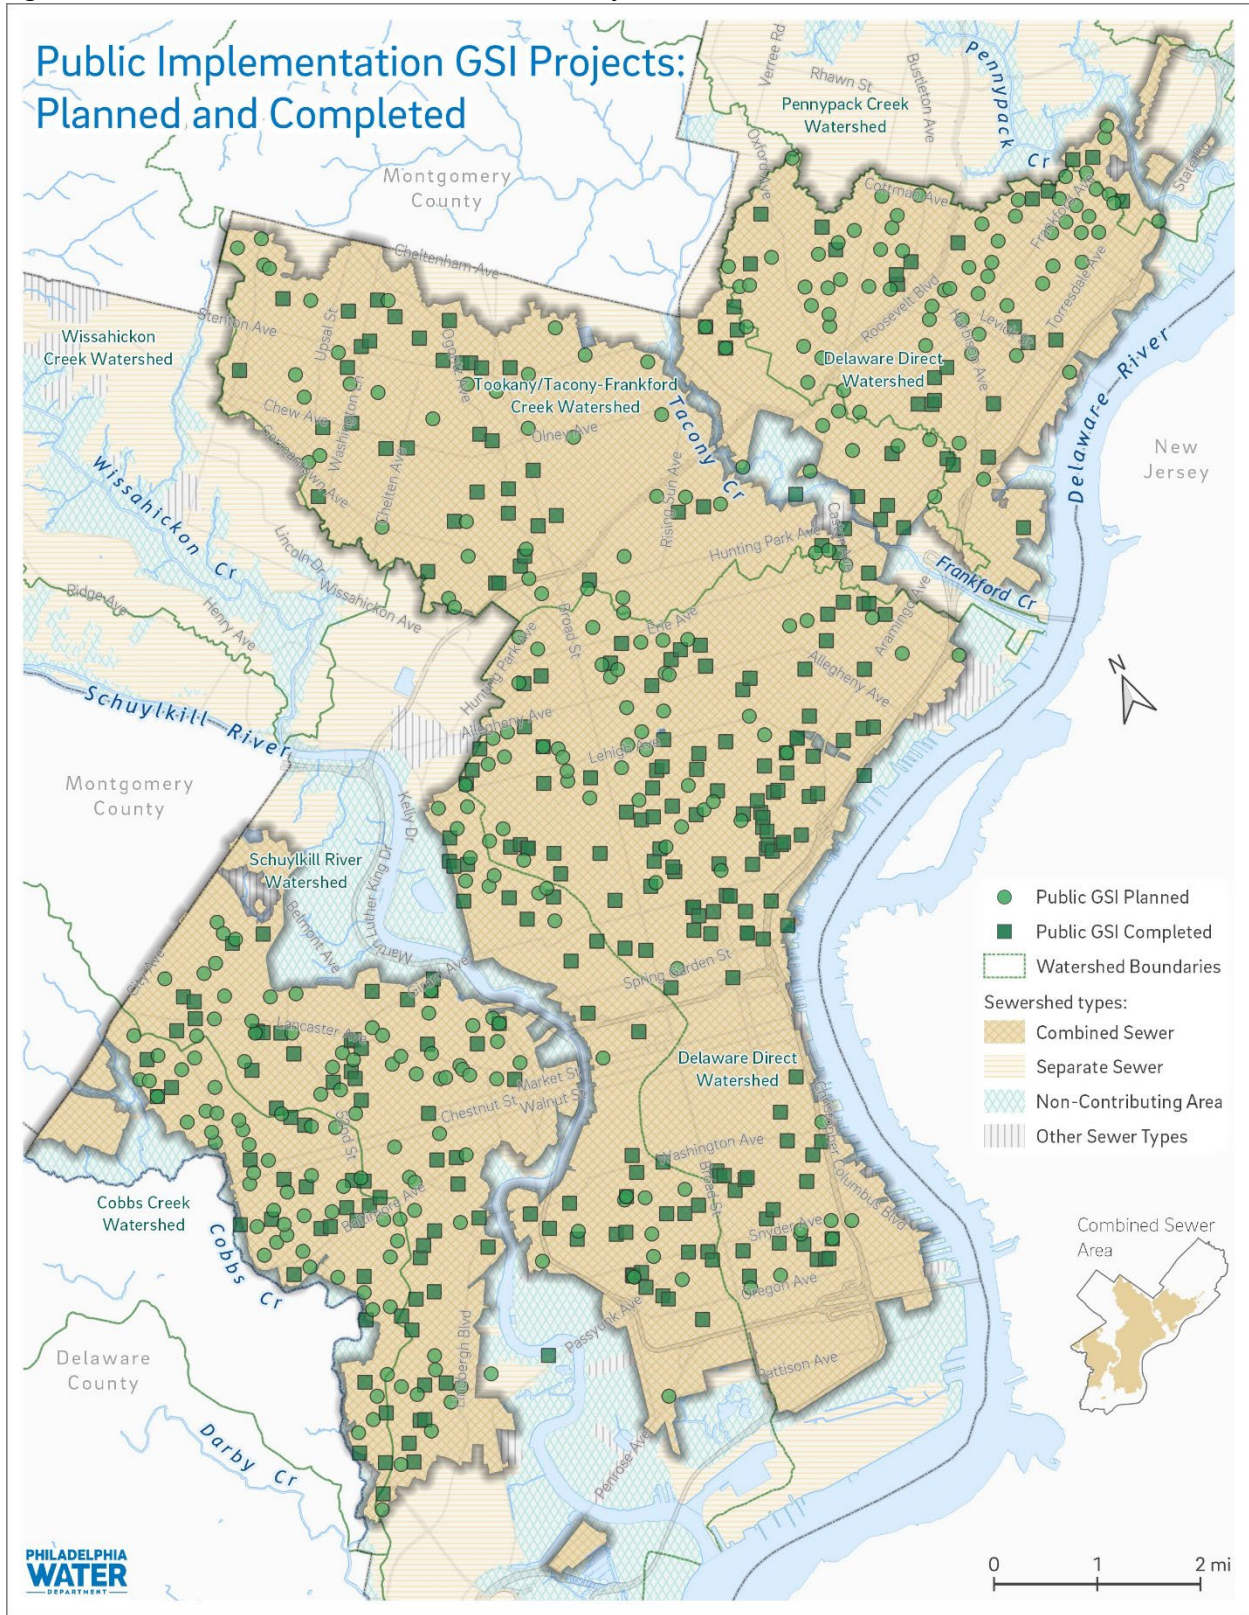 Public Implementation GSI Projects:
Planned and Completed
Verree Rd
Rhawn St
Bustleton Ave
Pennypack
Cr
Pennypack Creek
Watershed
Oxford Ave
Cottman Ave
Frankford Ave
Montgomery
County
Cheltenham Ave
Stenton Ave
Upsal St
Wissahickon
Creek Watershed
Washington Ln
Chew Ave
Germantown Ave
Chelten Ave
Tookany/Tacony-Frankford
Creek Watershed
Olney Ave
Tacony
Cr
Rising Sun Ave
Roosevelt Blvd
Torresdale Ave
Harbison Ave
Delaware Direct
Watershed
Delaware River
New
Jersey
Wissahickon
Cr
Lincoln Dr
Wissahickon Ave
Ridge Ave
Henry Ave
Hunting Park Ave
Frankford Cr
Aramingo Ave
Broad St
Erie Ave
Hunting Park Ave
Allegheny Ave
Allegheny Ave
Lehigh Ave
N
Schuylkill River
Montgomery
County
Kelly Dr
Martin Luther King Dr
Schuylkill River
Watershed
Belmont Ave
City Ave
Girard Ave
Lancaster Ave
Spring Garden St
Market St
Chestnut St
Walnut St
52nd St
Delaware Direct
Watershed
Christopher Columbus Blvd
Washington Ave
Broad St
Snyder Ave
Oregon Ave
Passyunk Ave
Pattison Ave
Penrose Ave
Baltimore Ave
Lindbergh Blvd
Cobbs Creek
Watershed
Cobbs
Cr
Delaware
County
Darby Cr
Public GSI Planned
Public GSI Completed
Watershed Boundaries
Sewershed types:
Combined Sewer
Separate Sewer
Non-Contributing Area
Other Sewer Types
Combined Sewer
Area
PHILADELPHIA
WATER
DEPARTMENT
0 1 2 mi